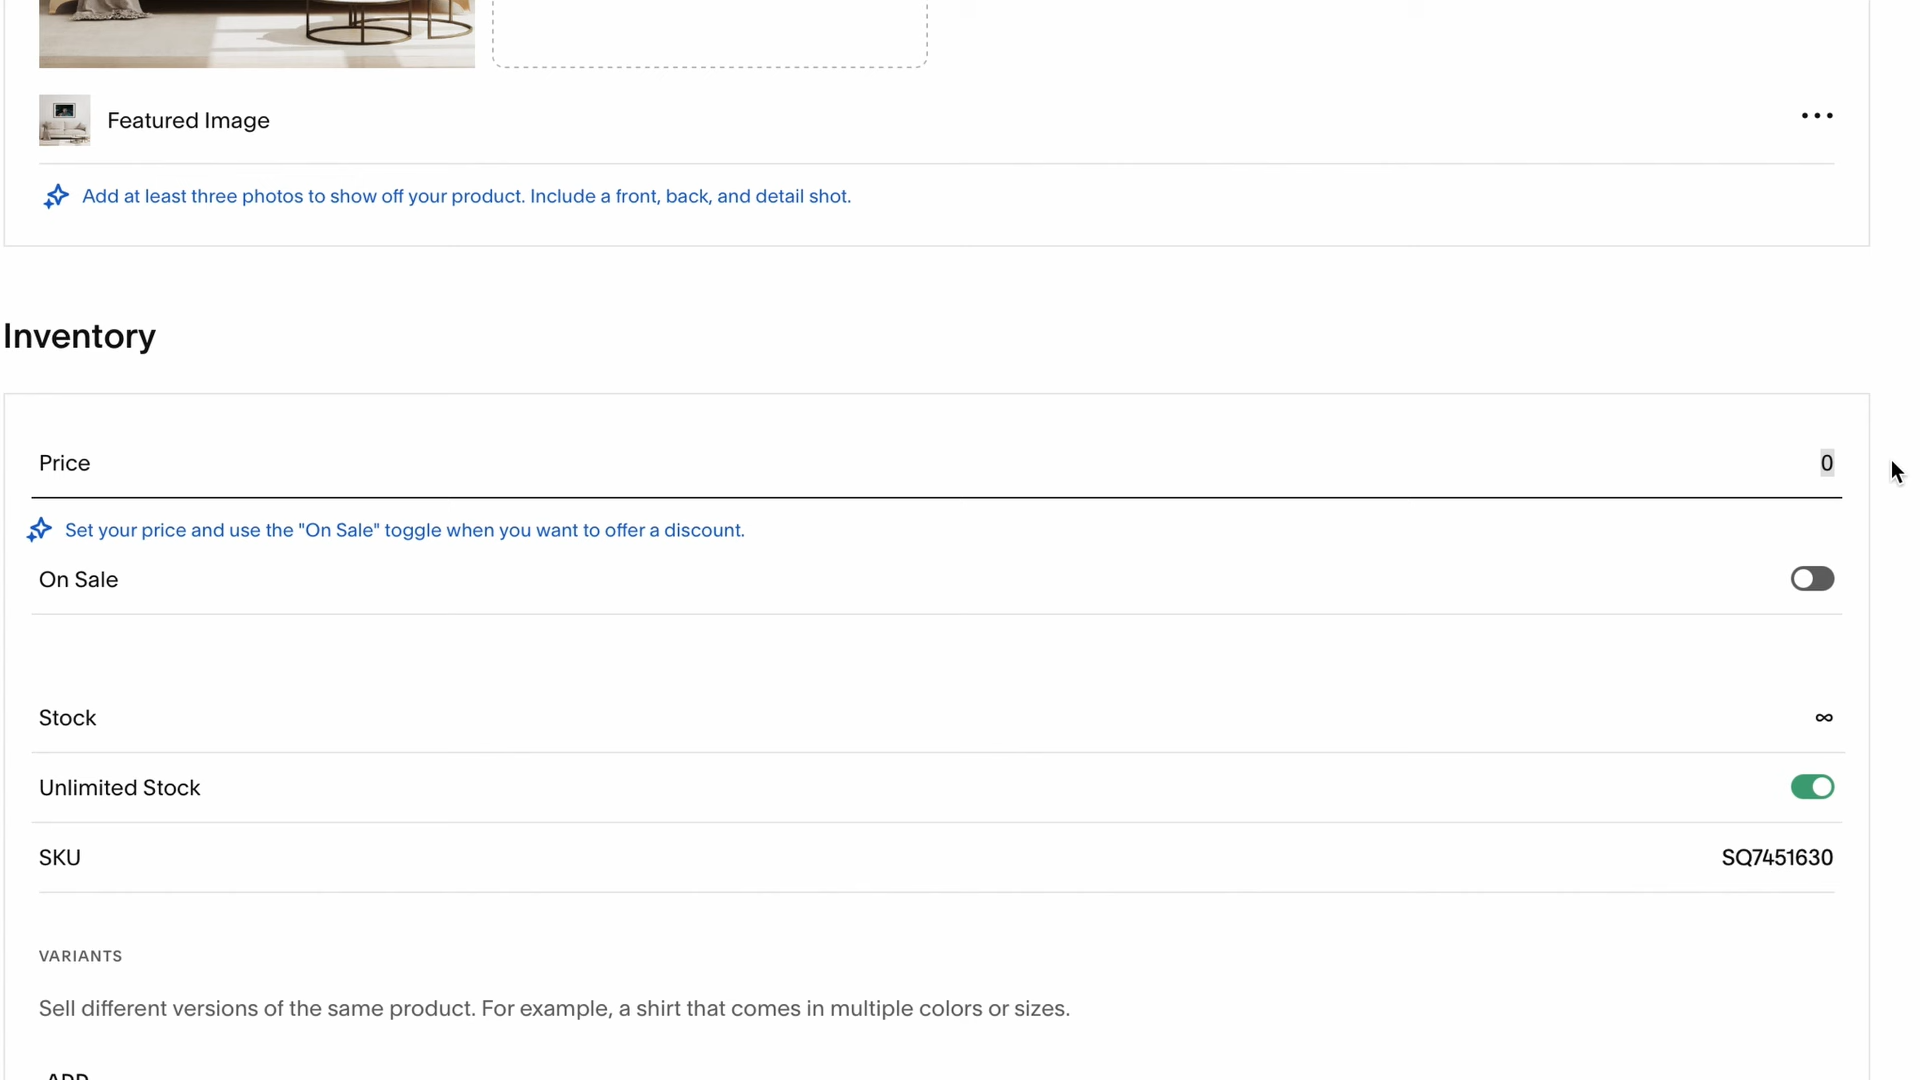 Featured Image
Add at least three photos to show off your product. Include a front, back, and detail shot.
Inventory
Price 0
Set your price and use the "On Sale" toggle when you want to offer a discount.
On Sale
Stock ∞
Unlimited Stock
SKU SQ7451630
VARIANTS
Sell different versions of the same product. For example, a shirt that comes in multiple colors or sizes.
ADD